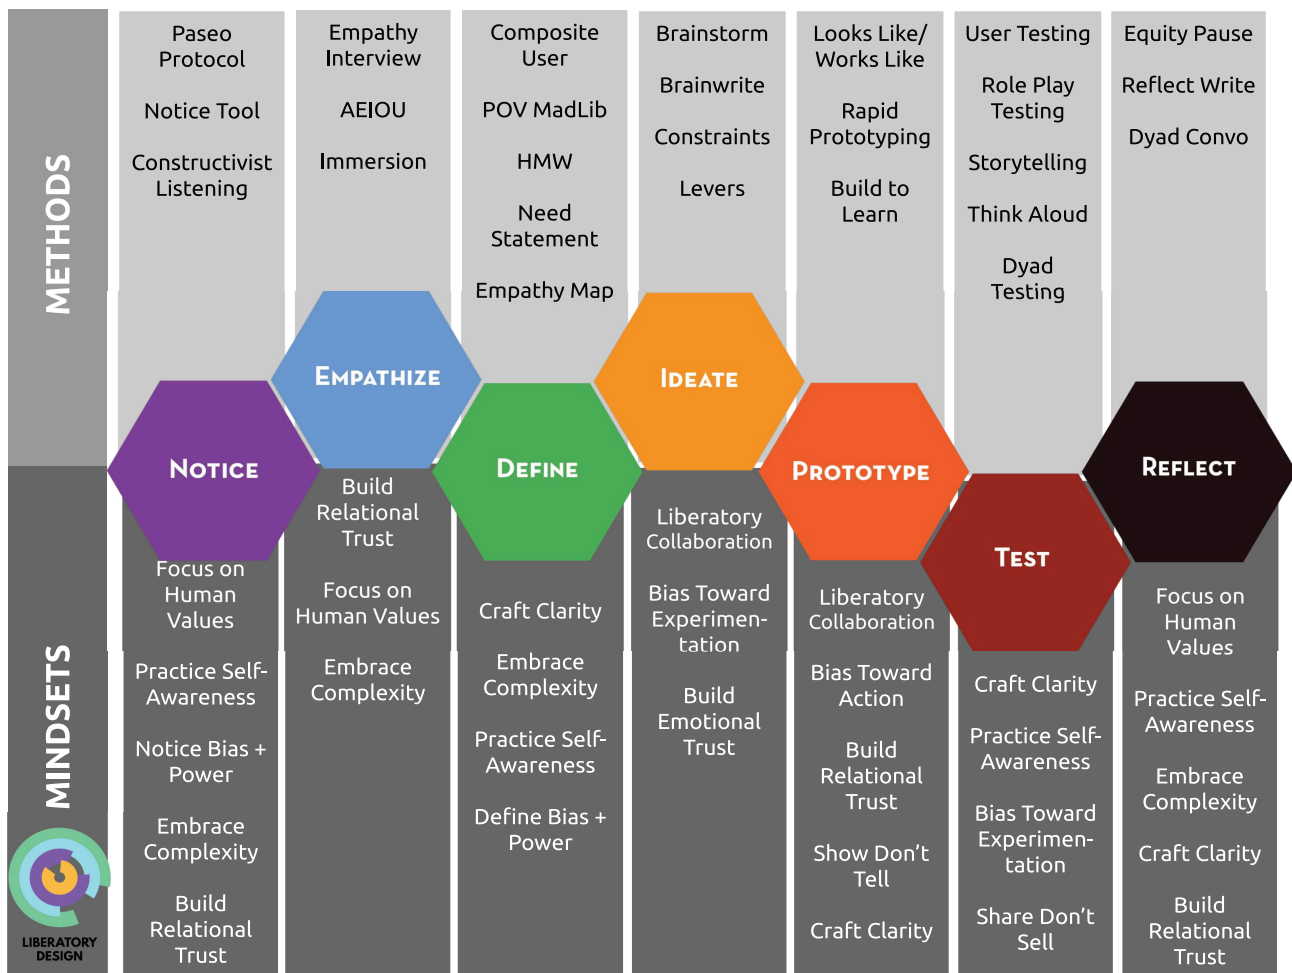 METHODS
Paseo
Protocol
Notice Tool
Constructivist
Listening
Empathy
Interview
AEIOU
Immersion
Composite
User
POV MadLib
HMW
Need
Statement
Empathy Map
Brainstorm
Brainwrite
Constraints
Levers
Looks Like/
Works Like
Rapid
Prototyping
Build to
Learn
User Testing
Role Play
Testing
Storytelling
Think Aloud
Dyad
Testing
Equity Pause
Reflect Write
Dyad Convo
NOTICE
EMPATHIZE
DEFINE
IDEATE
PROTOTYPE
TEST
REFLECT
MINDSETS
Focus on
Human
Values
Practice Self-
Awareness
Notice Bias +
Power
Embrace
Complexity
Build
Relational
Trust
Build
Relational
Trust
Focus on
Human Values
Embrace
Complexity
Craft Clarity
Embrace
Complexity
Practice Self-
Awareness
Define Bias +
Power
Liberatory
Collaboration
Bias Toward
Experimen-
tation
Build
Emotional
Trust
Liberatory
Collaboration
Bias Toward
Action
Build
Relational
Trust
Show Don't
Tell
Craft Clarity
Craft Clarity
Practice Self-
Awareness
Bias Toward
Experimen-
tation
Share Don't
Sell
Focus on
Human
Values
Practice Self-
Awareness
Embrace
Complexity
Craft Clarity
Build
Relational
Trust
LIBERATORY
DESIGN